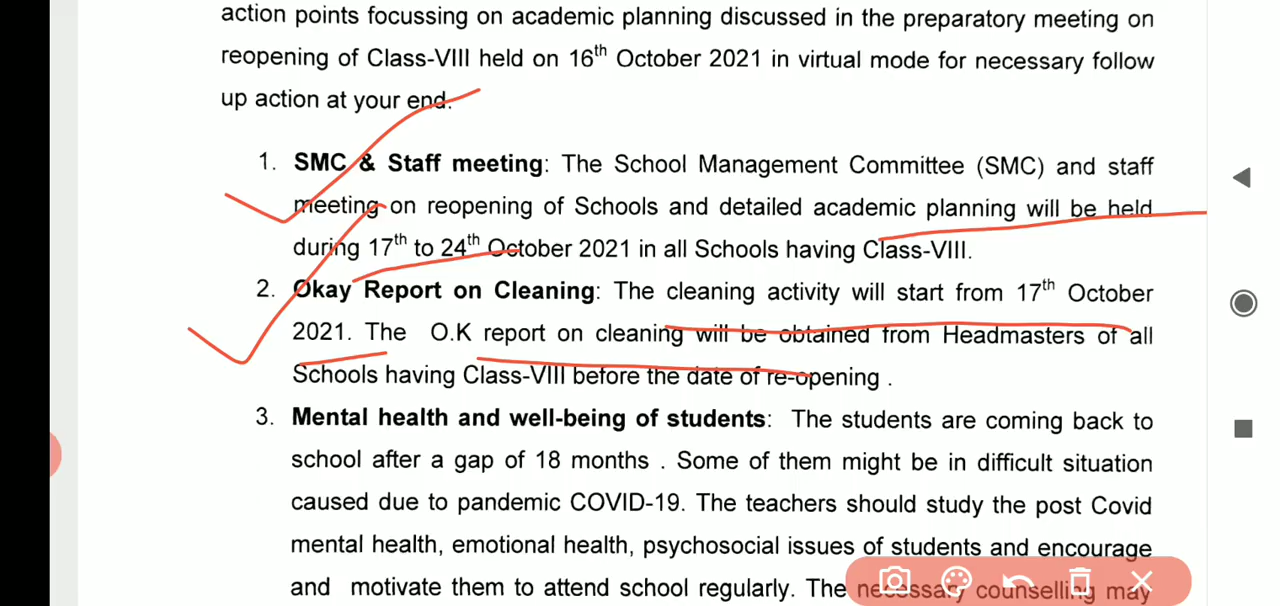 action points focussing on academic planning discussed in the preparatory meeting on
reopening of Class-VIII held on 16th October 2021 in virtual mode for necessary follow
up action at your end.
1. SMC & Staff meeting: The School Management Committee (SMC) and staff
meeting on reopening of Schools and detailed academic planning will be held
during 17th to 24th October 2021 in all Schools having Class-VIII.
2. Okay Report on Cleaning: The cleaning activity will start from 17th October
2021. The O.K report on cleaning will be obtained from Headmasters of all
Schools having Class-VIII before the date of re-opening .
3. Mental health and well-being of students: The students are coming back to
school after a gap of 18 months . Some of them might be in difficult situation
caused due to pandemic COVID-19. The teachers should study the post Covid
mental health, emotional health, psychosocial issues of students and encourage
and motivate them to attend school regularly. The necessary counselling may